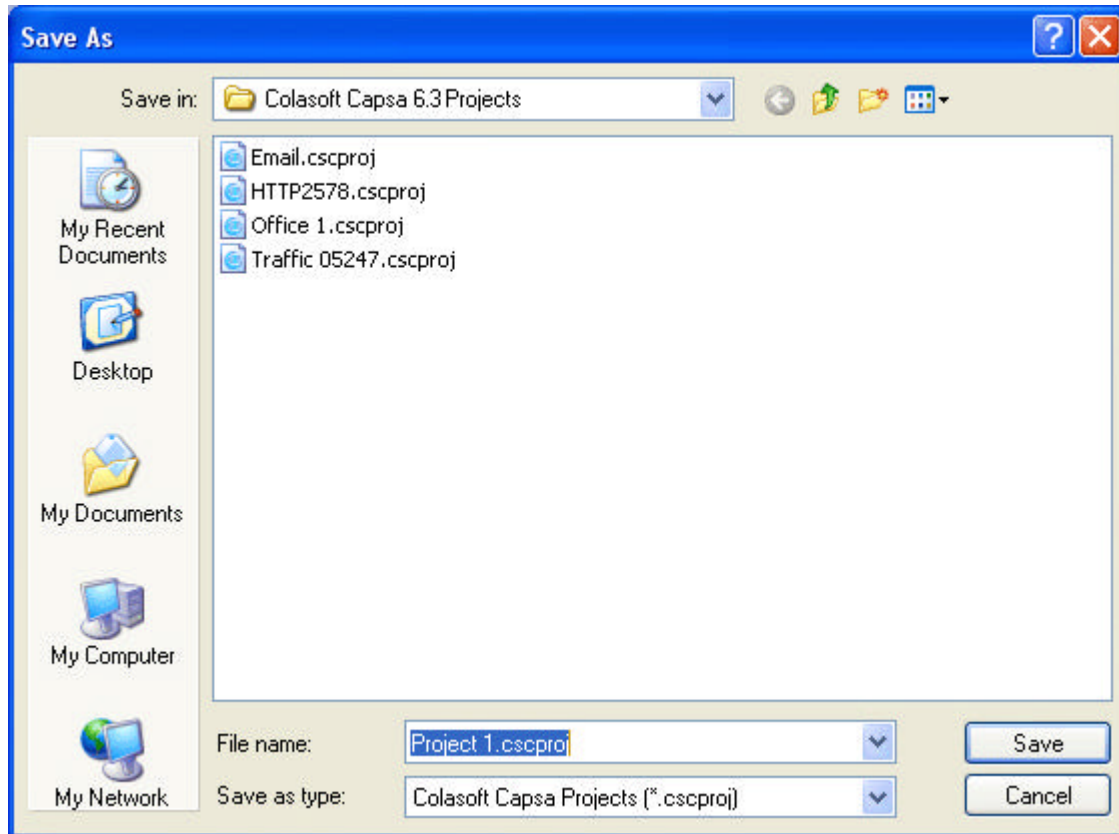 Save As
Save in: Colasoft Capsa 6.3 Projects
Email.cscproj
HTTP2578.cscproj
Office 1.cscproj
Traffic 05247.cscproj
My Recent
Documents
Desktop
My Documents
My Computer
My Network
File name: Project 1.cscproj Save
Save as type: Colasoft Capsa Projects (*.cscproj) Cancel